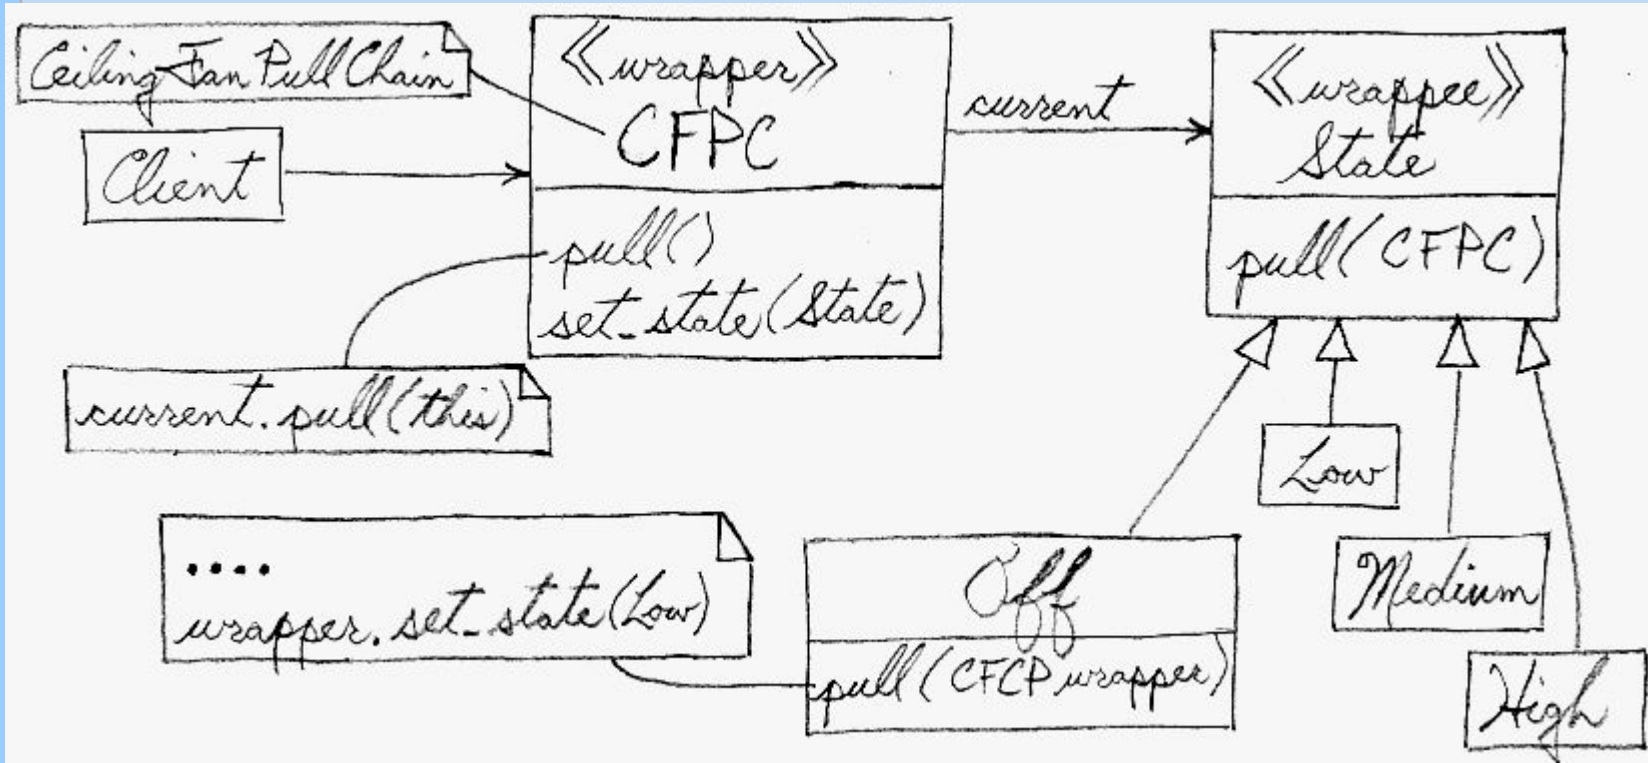 Ceiling Fan Pull Chain
Client
《wrapper》
CFPC
pull()
set_state(State)
current
《wrappee》
State
pull(CFPC)
current.pull(this)
....
wrapper.set_state(Low)
Off
pull(CFCP wrapper)
Low
Medium
High